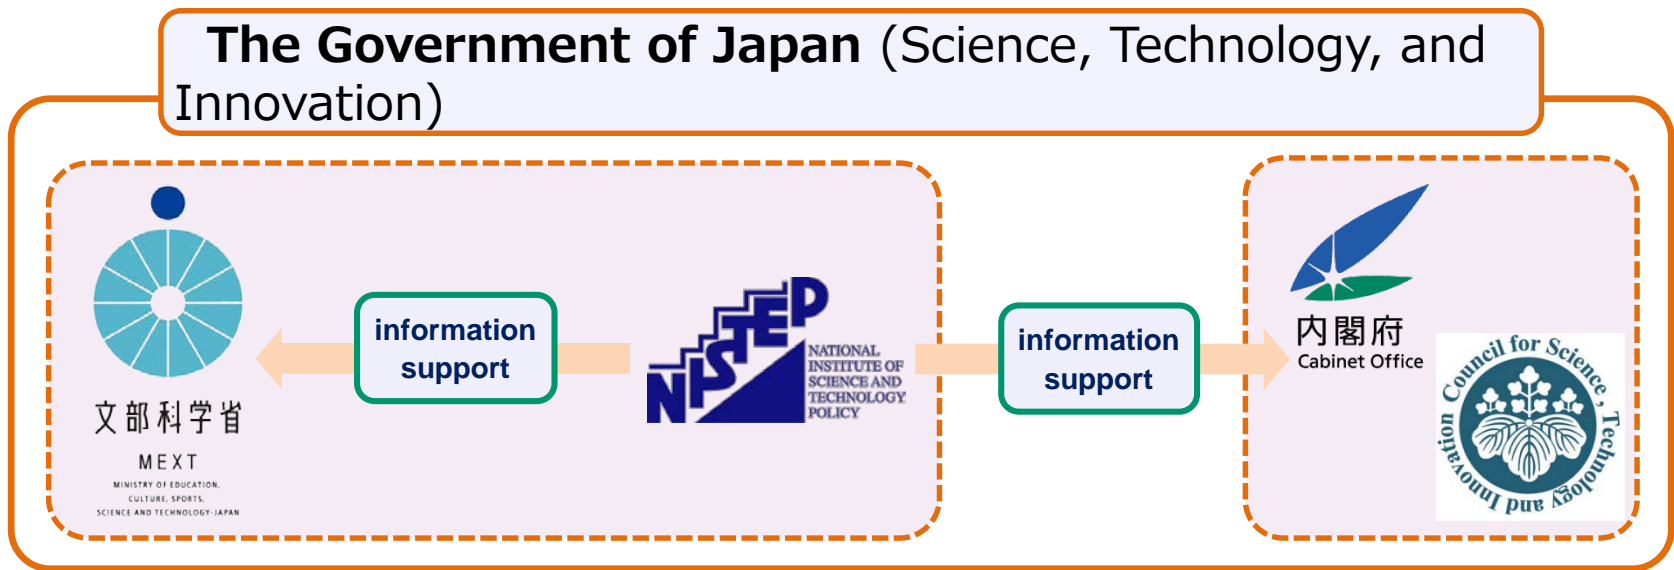 The Government of Japan (Science, Technology, and
Innovation)
文部科学省
MEXT
MINISTRY OF EDUCATION,
CULTURE, SPORTS,
SCIENCE AND TECHNOLOGY-JAPAN
information
support
NISTEP
NATIONAL
INSTITUTE OF
SCIENCE AND
TECHNOLOGY
POLICY
information
support
内閣府
Cabinet Office
Council for Science, Technology and Innovation